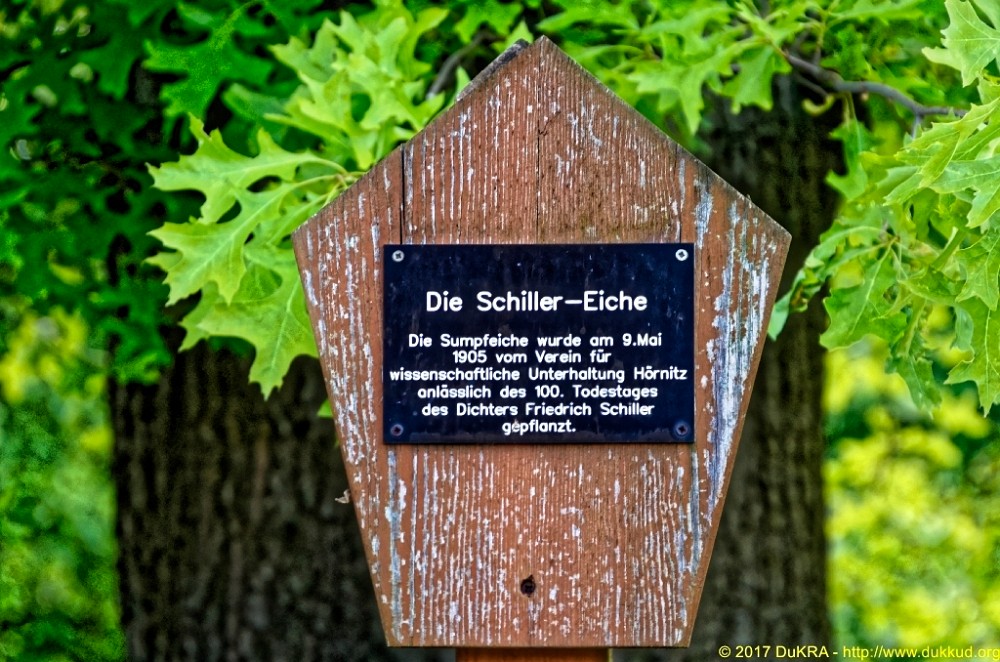 Die Schiller-Eiche
Die Sumpfeiche wurde am 9.Mai
1905 vom Verein für
wissenschaftliche Unterhaltung Hörnitz
anlässlich des 100. Todestages
des Dichters Friedrich Schiller
gepflanzt.
© 2017 DuKRA - http://www.dukkud.org